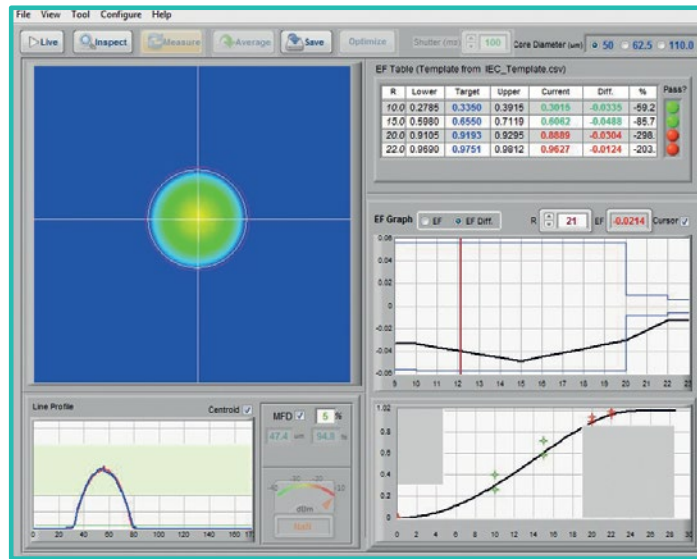 File View Tool Configure Help
Live Inspect Measure Average Save Optimize Shutter (ms) 100 Core Diameter (um) 50 62.5 110.0
EF Table (Template from IEC_Template.csv)
R Lower Target Upper Current Diff. % Pass?
10.0 0.2785 0.3350 0.3915 0.3015 -0.0335 -59.2
15.0 0.5980 0.6550 0.7119 0.6062 -0.0488 -85.7
20.0 0.9105 0.9193 0.9295 0.8889 -0.0304 -298.
22.0 0.9690 0.9751 0.9812 0.9627 -0.0124 -203.
EF Graph EF EF Diff. R 21 EF -0.0214 Cursor
0.06
0.04
0.02
0
-0.02
-0.04
-0.06
9 10 11 12 13 14 15 16 17 18 19 20 21 22 23
Line Profile Centroid
0 20 40 60 80 100 120 140 160 17
MFD 5 %
47.4 um 94.8 %
-40 -30 -20 -10
dBm
NaN
1.02
0.8
0.6
0.4
0.2
0
0 2 4 6 8 10 12 14 16 18 20 22 24 26 28 30